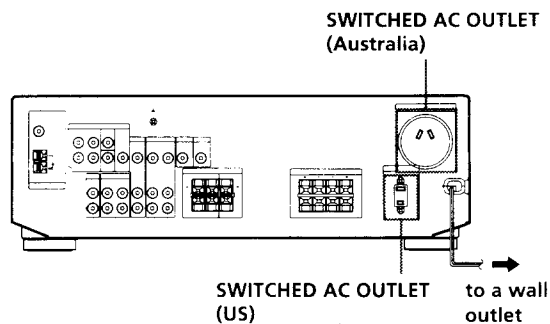 SWITCHED AC OUTLET
(Australia)
SWITCHED AC OUTLET
(US)
to a wall
outlet